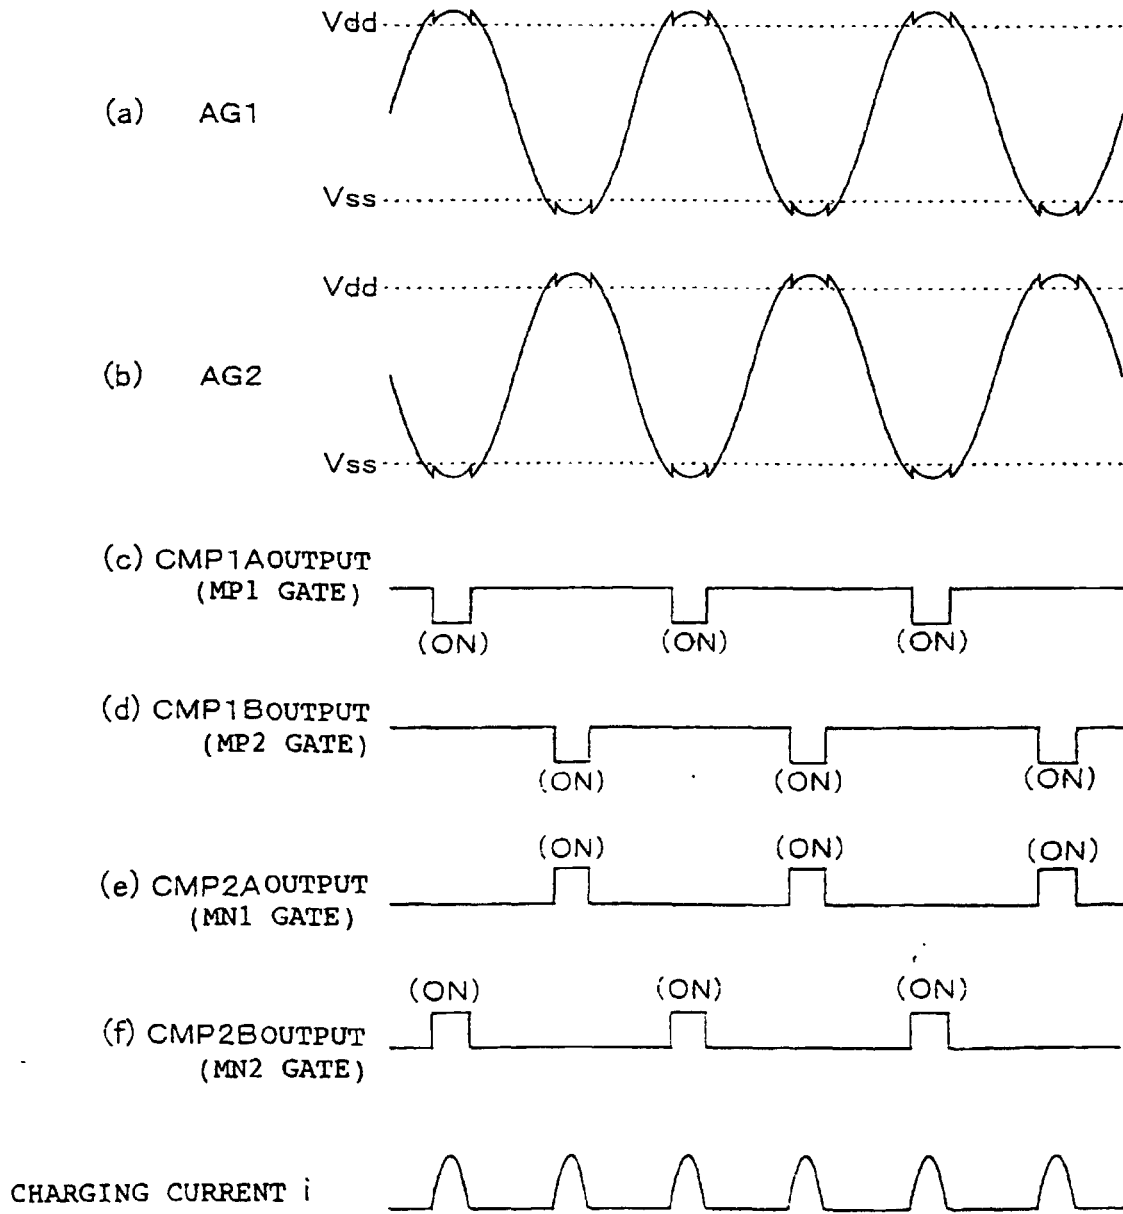 Vdd
(a) AG1
Vss
Vdd
(b) AG2
Vss
(c) CMP1AOUTPUT
(MP1 GATE)
(ON) (ON) (ON)
(d) CMP1BOUTPUT
(MP2 GATE)
(ON) (ON) (ON)
(ON) (ON) (ON)
(e) CMP2AOUTPUT
(MN1 GATE)
(ON) (ON) (ON)
(f) CMP2BOUTPUT
(MN2 GATE)
CHARGING CURRENT i